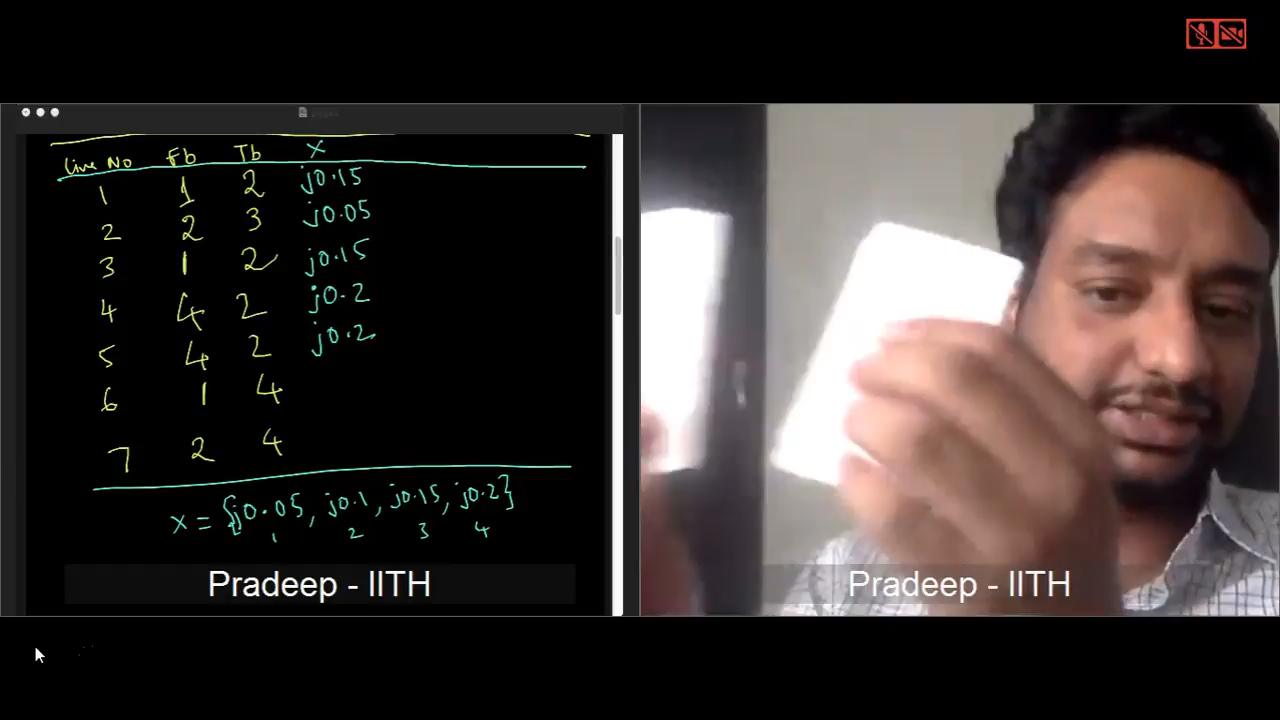 Line No Fb Tb X
1 1 2 j0.15
2 2 3 j0.05
3 1 2 j0.15
4 4 2 j0.2
5 4 2 j0.2
6 1 4
7 2 4
X = {j0.05, j0.1, j0.15, j0.2}
1 2 3 4
Pradeep - IITH
Pradeep - IITH